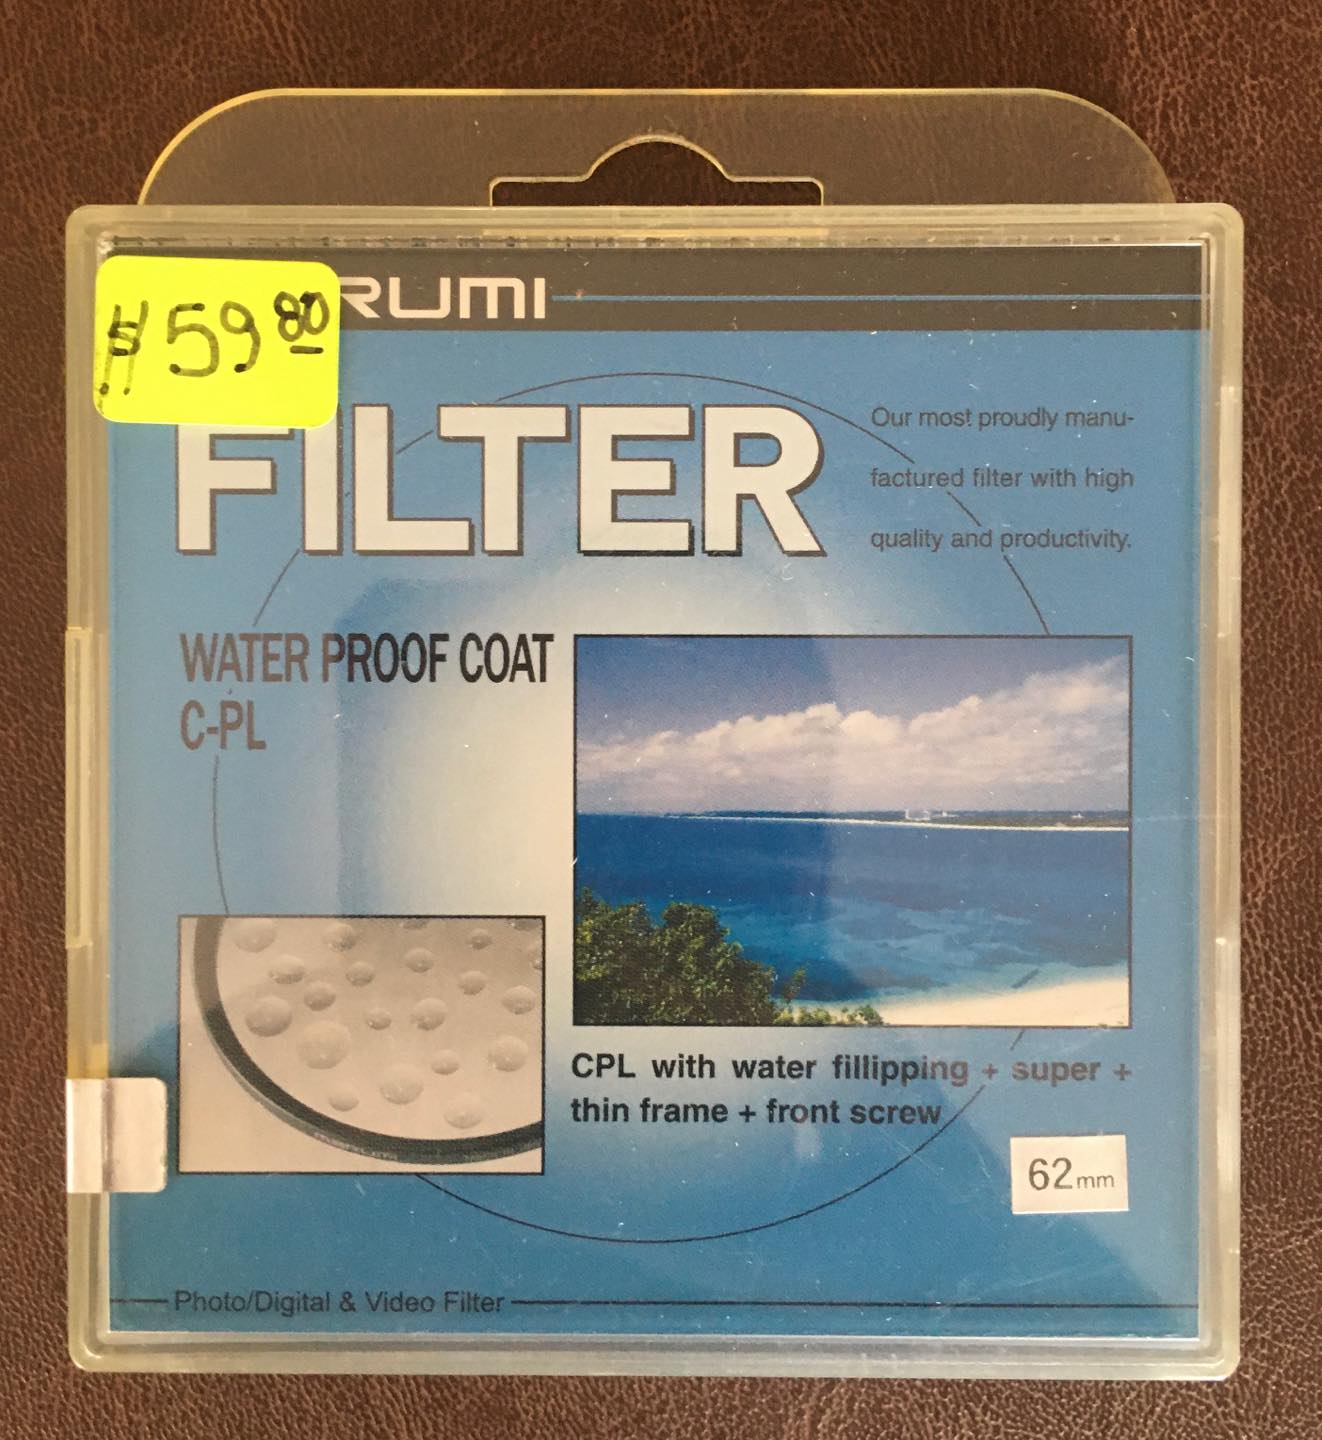 RUMI
$59.80
FILTER
Our most proudly manu-
factured filter with high
quality and productivity.
WATER PROOF COAT
C-PL
CPL with water fillipping + super +
thin frame + front screw
62mm
Photo/Digital & Video Filter